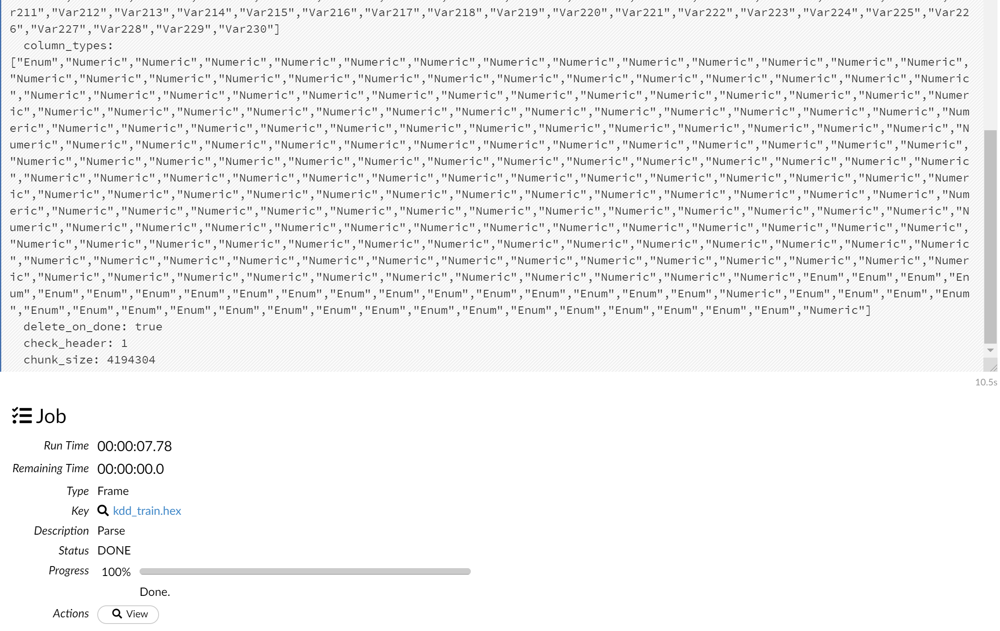 r211","Var212","Var213","Var214","Var215","Var216","Var217","Var218","Var219","Var220","Var221","Var222","Var223","Var224","Var225","Var22
6","Var227","Var228","Var229","Var230"]
column_types:
["Enum","Numeric","Numeric","Numeric","Numeric","Numeric","Numeric","Numeric","Numeric","Numeric","Numeric","Numeric","Numeric","Numeric",
"Numeric","Numeric","Numeric","Numeric","Numeric","Numeric","Numeric","Numeric","Numeric","Numeric","Numeric","Numeric","Numeric","Numeric
","Numeric","Numeric","Numeric","Numeric","Numeric","Numeric","Numeric","Numeric","Numeric","Numeric","Numeric","Numeric","Numeric","Numer
ic","Numeric","Numeric","Numeric","Numeric","Numeric","Numeric","Numeric","Numeric","Numeric","Numeric","Numeric","Numeric","Numeric","Num
eric","Numeric","Numeric","Numeric","Numeric","Numeric","Numeric","Numeric","Numeric","Numeric","Numeric","Numeric","Numeric","Numeric","N
umeric","Numeric","Numeric","Numeric","Numeric","Numeric","Numeric","Numeric","Numeric","Numeric","Numeric","Numeric","Numeric","Numeric",
"Numeric","Numeric","Numeric","Numeric","Numeric","Numeric","Numeric","Numeric","Numeric","Numeric","Numeric","Numeric","Numeric","Numeric
","Numeric","Numeric","Numeric","Numeric","Numeric","Numeric","Numeric","Numeric","Numeric","Numeric","Numeric","Numeric","Numeric","Numer
ic","Numeric","Numeric","Numeric","Numeric","Numeric","Numeric","Numeric","Numeric","Numeric","Numeric","Numeric","Numeric","Numeric","Num
eric","Numeric","Numeric","Numeric","Numeric","Numeric","Numeric","Numeric","Numeric","Numeric","Numeric","Numeric","Numeric","Numeric","N
umeric","Numeric","Numeric","Numeric","Numeric","Numeric","Numeric","Numeric","Numeric","Numeric","Numeric","Numeric","Numeric","Numeric",
"Numeric","Numeric","Numeric","Numeric","Numeric","Numeric","Numeric","Numeric","Numeric","Numeric","Numeric","Numeric","Numeric","Numeric
","Numeric","Numeric","Numeric","Numeric","Numeric","Numeric","Numeric","Numeric","Numeric","Numeric","Numeric","Numeric","Numeric","Numer
ic","Numeric","Numeric","Numeric","Numeric","Numeric","Numeric","Numeric","Numeric","Numeric","Numeric","Numeric","Enum","Enum","Enum","En
um","Enum","Enum","Enum","Enum","Enum","Enum","Enum","Enum","Enum","Enum","Enum","Enum","Enum","Enum","Numeric","Enum","Enum","Enum","Enum
","Enum","Enum","Enum","Enum","Enum","Enum","Enum","Enum","Enum","Enum","Enum","Enum","Enum","Enum","Enum","Enum","Numeric"]
delete_on_done: true
check_header: 1
chunk_size: 4194304
10.5s
Job
Run Time 00:00:07.78
Remaining Time 00:00:00.0
Type Frame
Key kdd_train.hex
Description Parse
Status DONE
Progress 100%
Done.
Actions View